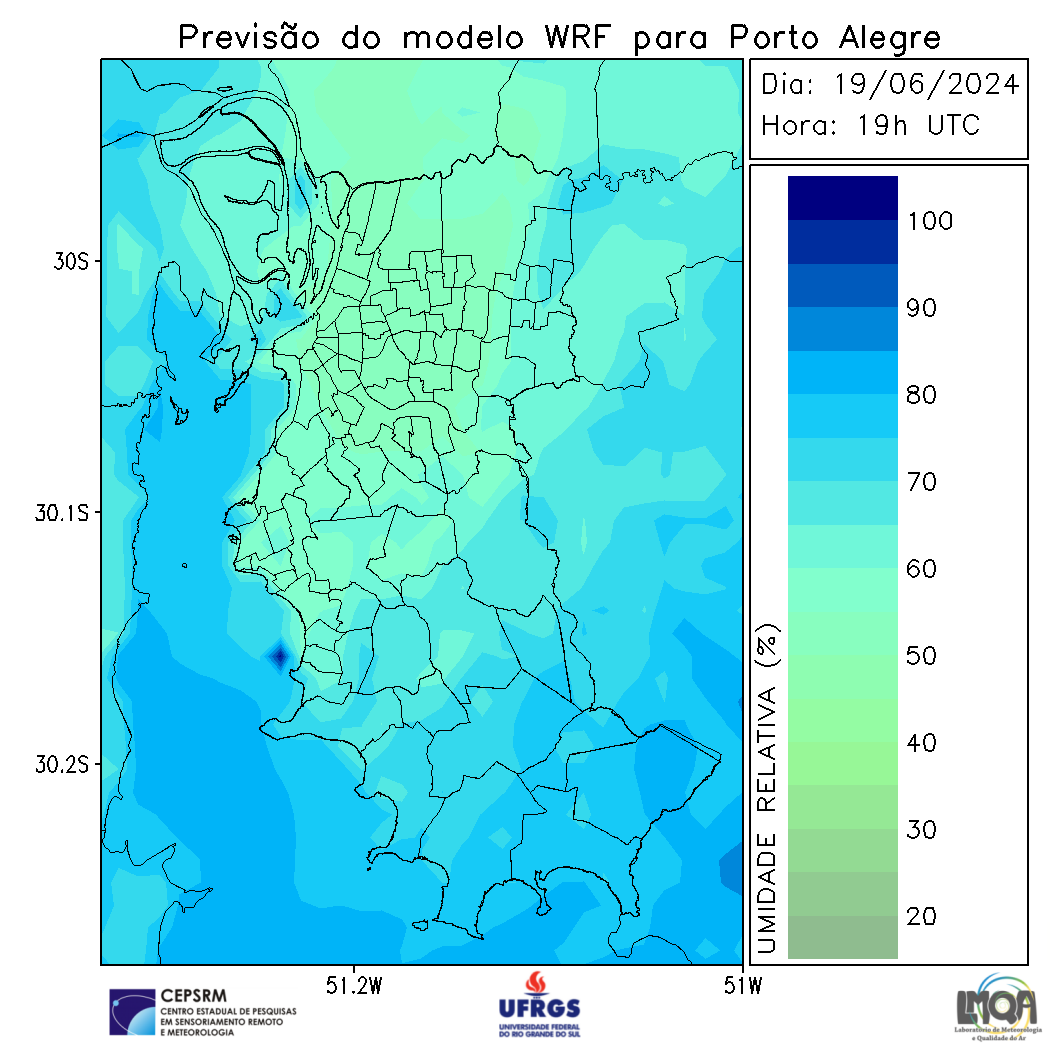 Previsão do modelo WRF para Porto Alegre
Dia: 19/06/2024
Hora: 19h UTC
100
90
80
70
60
50
40
30
20
UMIDADE RELATIVA (%)
30S
30.1S
30.2S
51.2W
51W
CEPSRM
CENTRO ESTADUAL DE PESQUISAS
EM SENSORIAMENTO REMOTO
E METEOROLOGIA
UFRGS
UNIVERSIDADE FEDERAL
DO RIO GRANDE DO SUL
LMQA
Laboratório de Meteorologia
e Qualidade do Ar